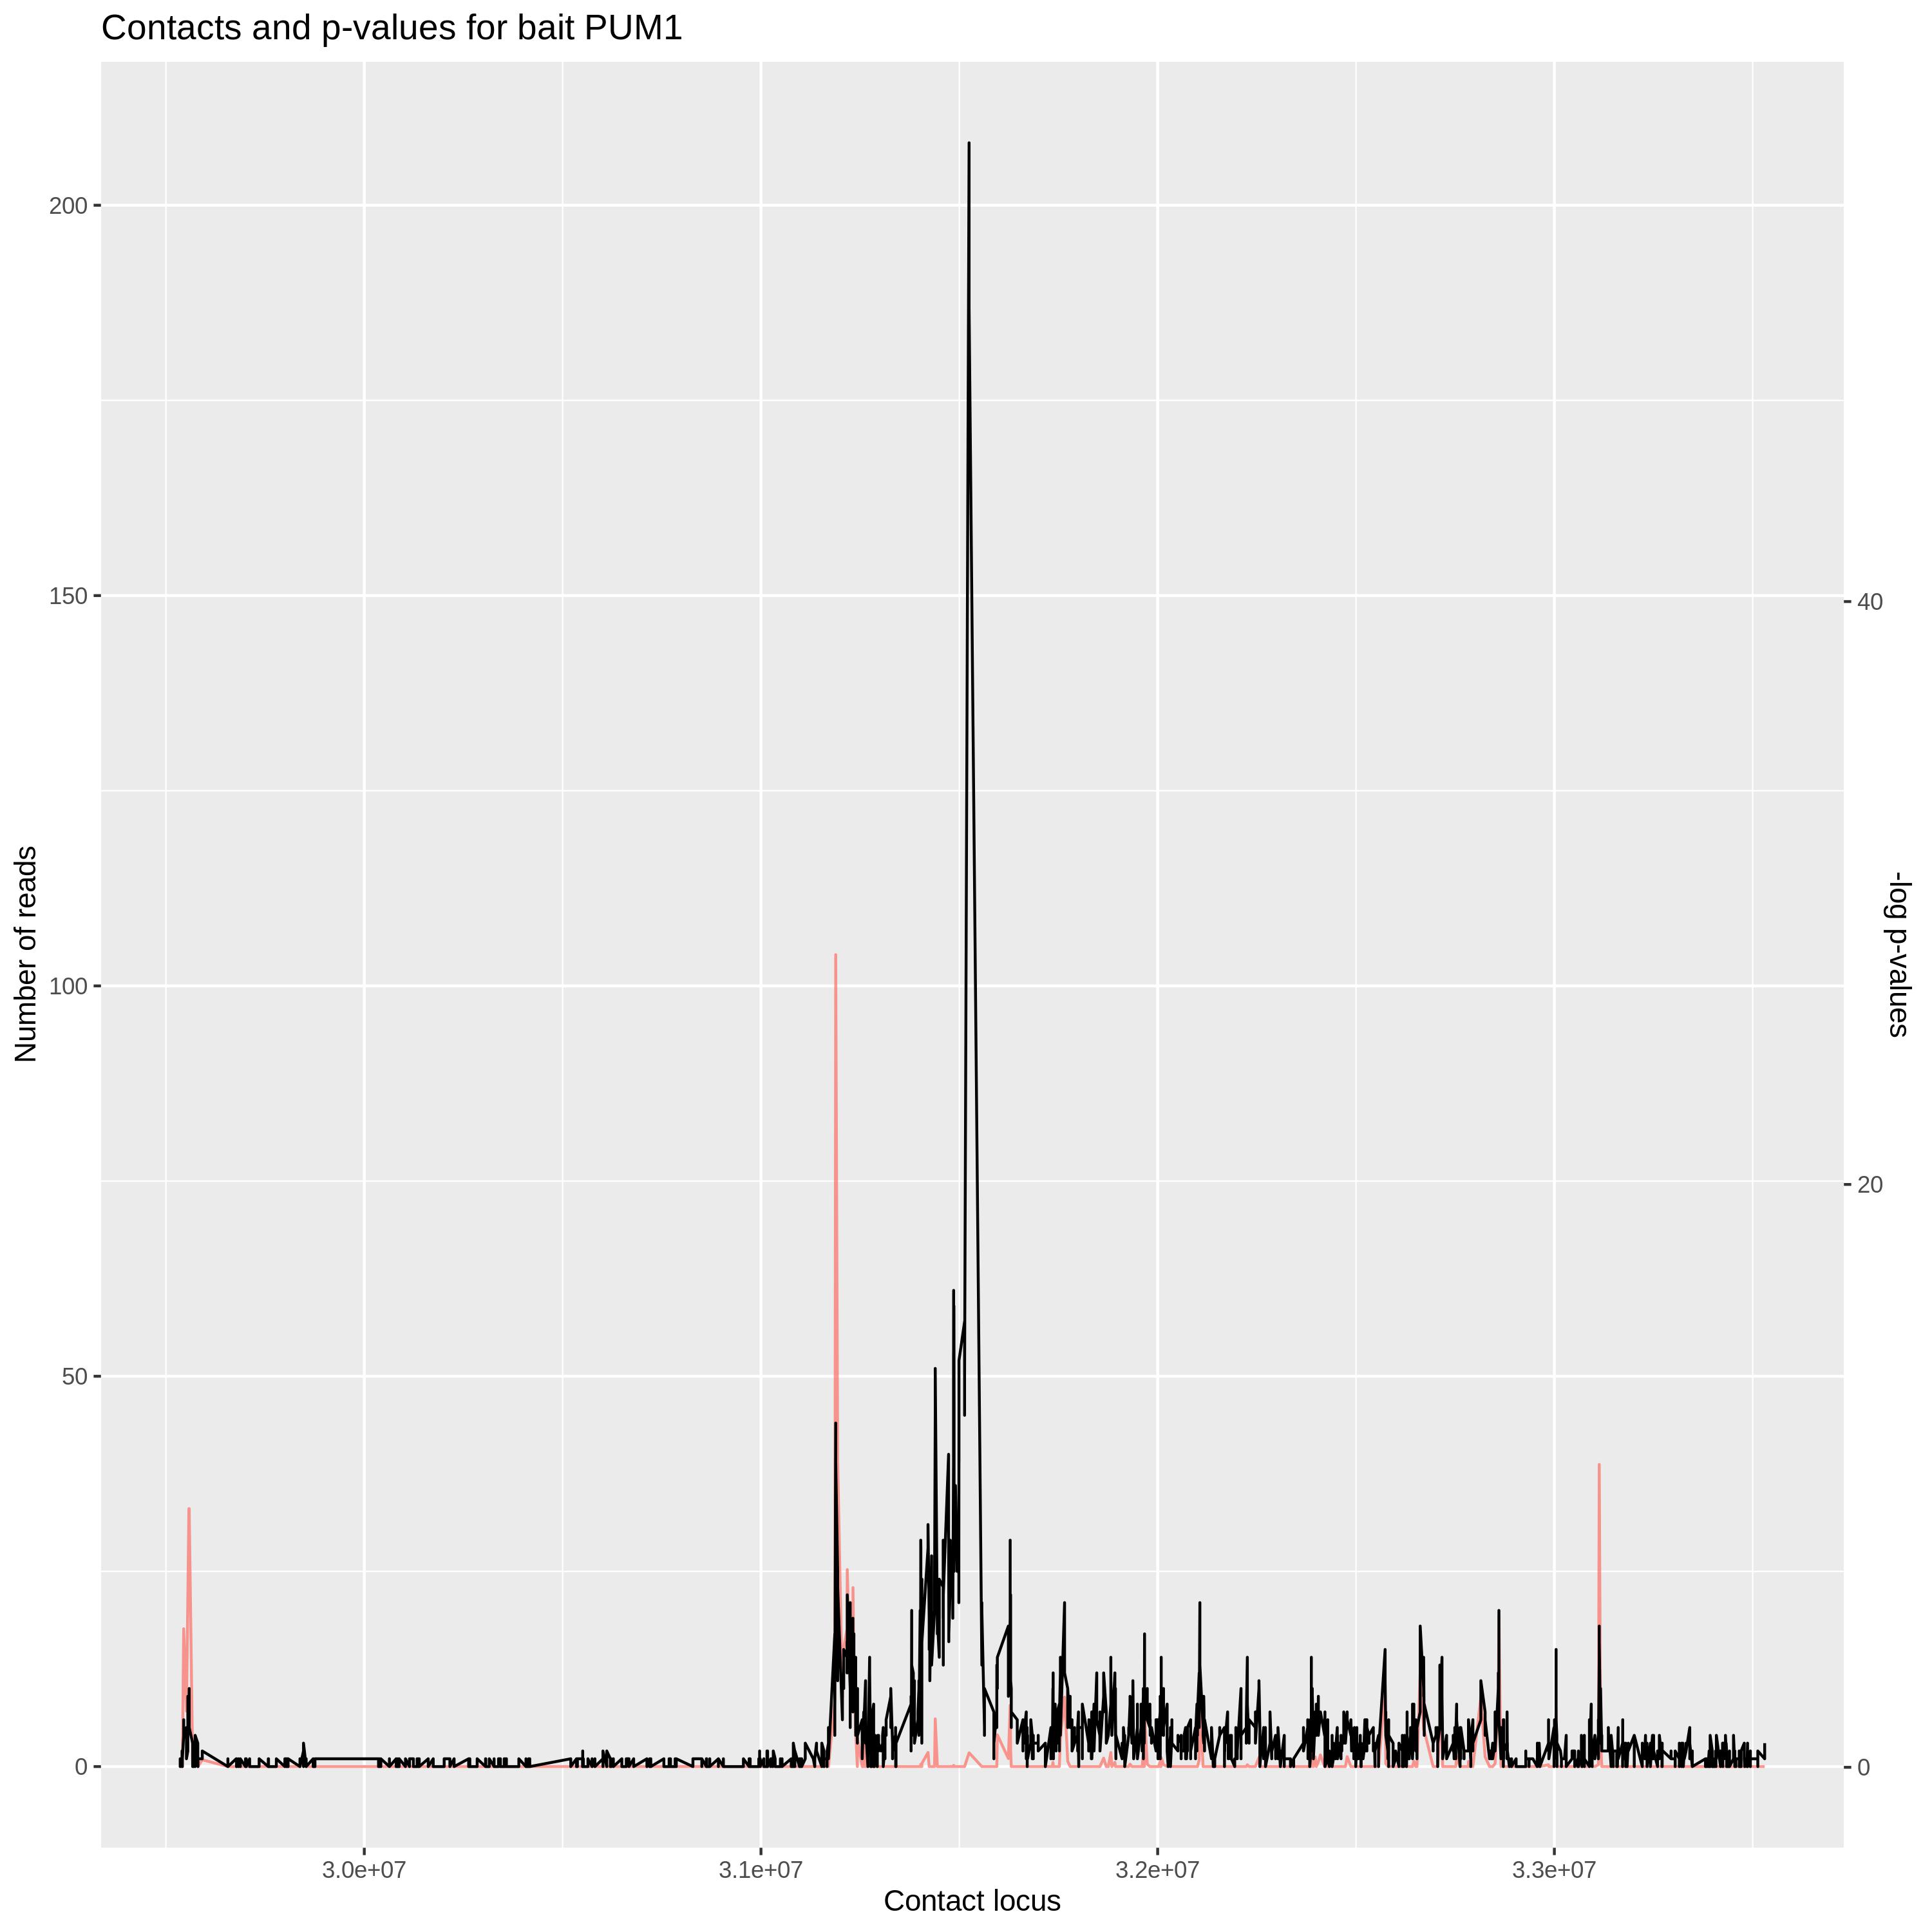 Contacts and p-values for bait PUM1
200
150
100
50
0
Number of reads
40
20
0
-log p-values
3.0e+07
3.1e+07
3.2e+07
3.3e+07
Contact locus